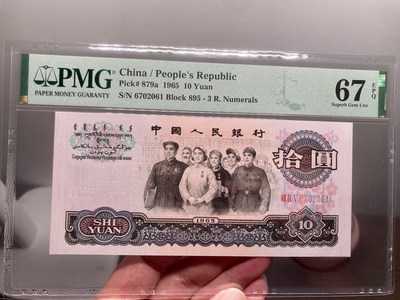 PMG
PAPER MONEY GUARANTY
China / People's Republic
Pick# 879a 1965 10 Yuan
S/N 6702061 Block 895 - 3 R. Numerals
67 EPQ
Superb Gem Unc
中国人民银行
拾圆
SHI
YUAN
1965
10